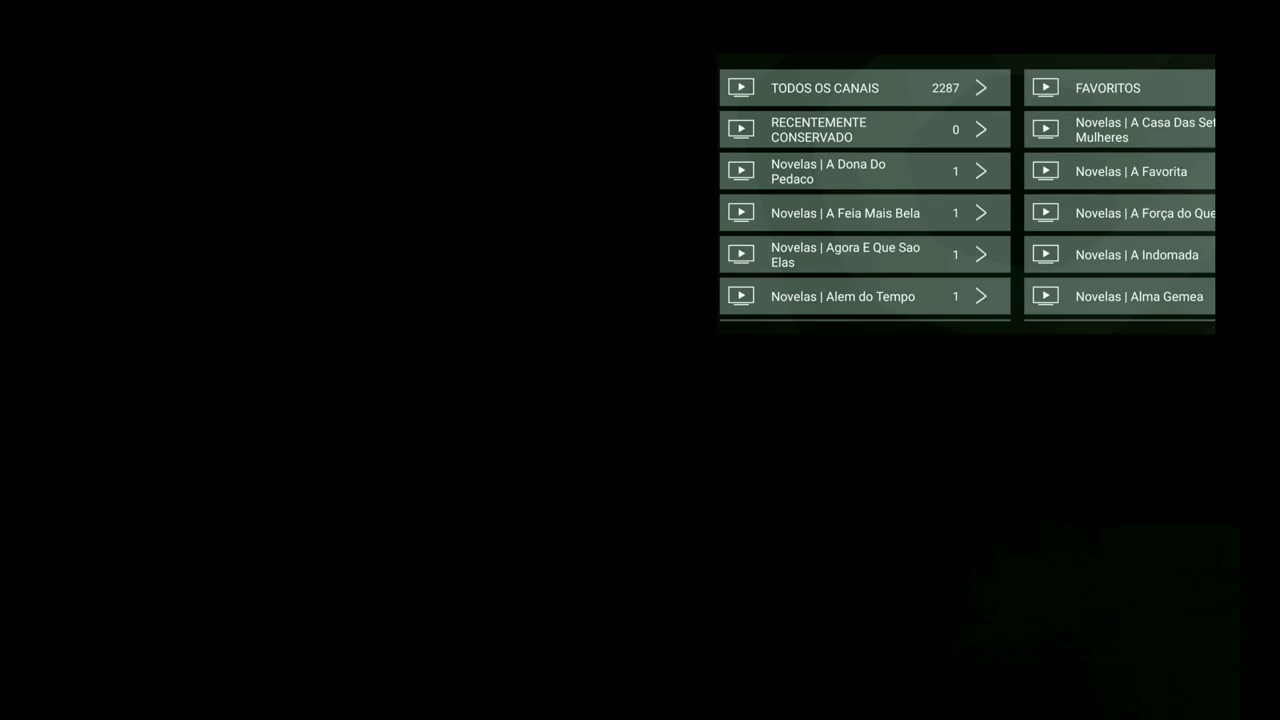 TODOS OS CANAIS 2287
RECENTEMENTE
CONSERVADO 0
Novelas | A Dona Do
Pedaco 1
Novelas | A Feia Mais Bela 1
Novelas | Agora E Que Sao
Elas 1
Novelas | Alem do Tempo 1
FAVORITOS
Novelas | A Casa Das Set
Mulheres
Novelas | A Favorita
Novelas | A Força do Que
Novelas | A Indomada
Novelas | Alma Gemea